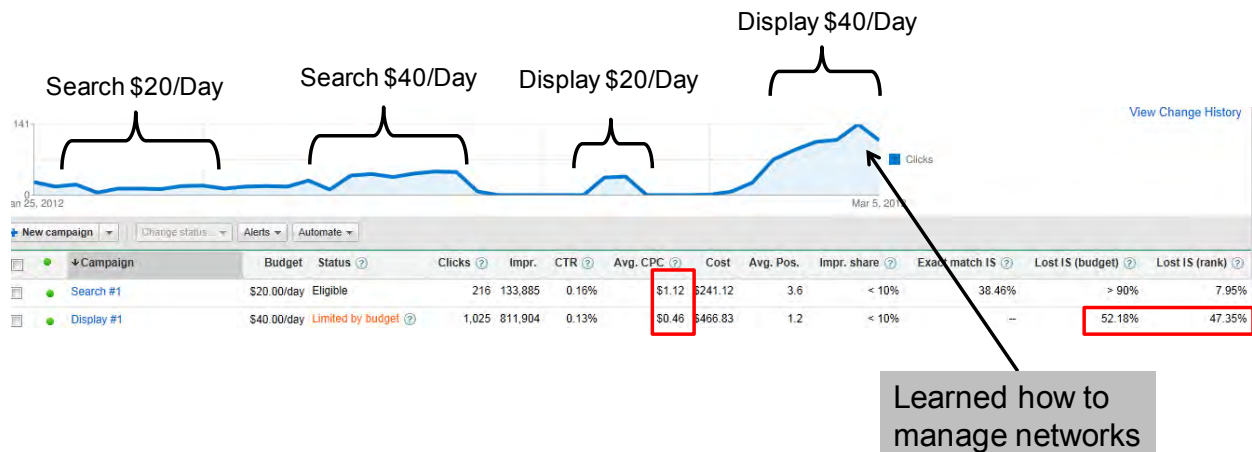 Display $40/Day
Search $20/Day
Search $40/Day
Display $20/Day
View Change History
141
Clicks
0
an 25, 2012
Mar 5, 2012
+ New campaign Change status... Alerts Automate
Campaign Budget Status ? Clicks ? Impr. CTR ? Avg. CPC ? Cost Avg. Pos. Impr. share ? Exact match IS ? Lost IS (budget) ? Lost IS (rank) ?
Search #1 $20.00/day Eligible 216 133,885 0.16% $1.12 $241.12 3.6 < 10% 38.46% > 90% 7.95%
Display #1 $40.00/day Limited by budget ? 1,025 811,904 0.13% $0.46 $466.83 1.2 < 10% -- 52.18% 47.35%
Learned how to
manage networks